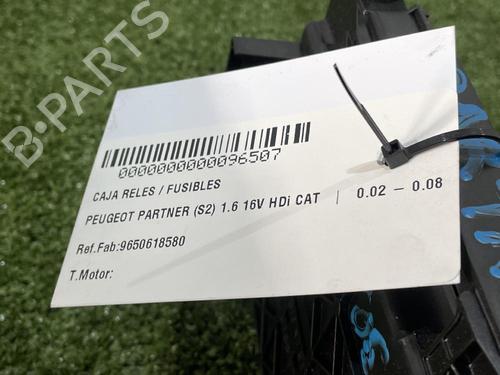 0000000000096507
CAJA RELES / FUSIBLES
PEUGEOT PARTNER (S2) 1.6 16V HDi CAT | 0.02 – 0.08
Ref.Fab:9650618580
T.Motor: